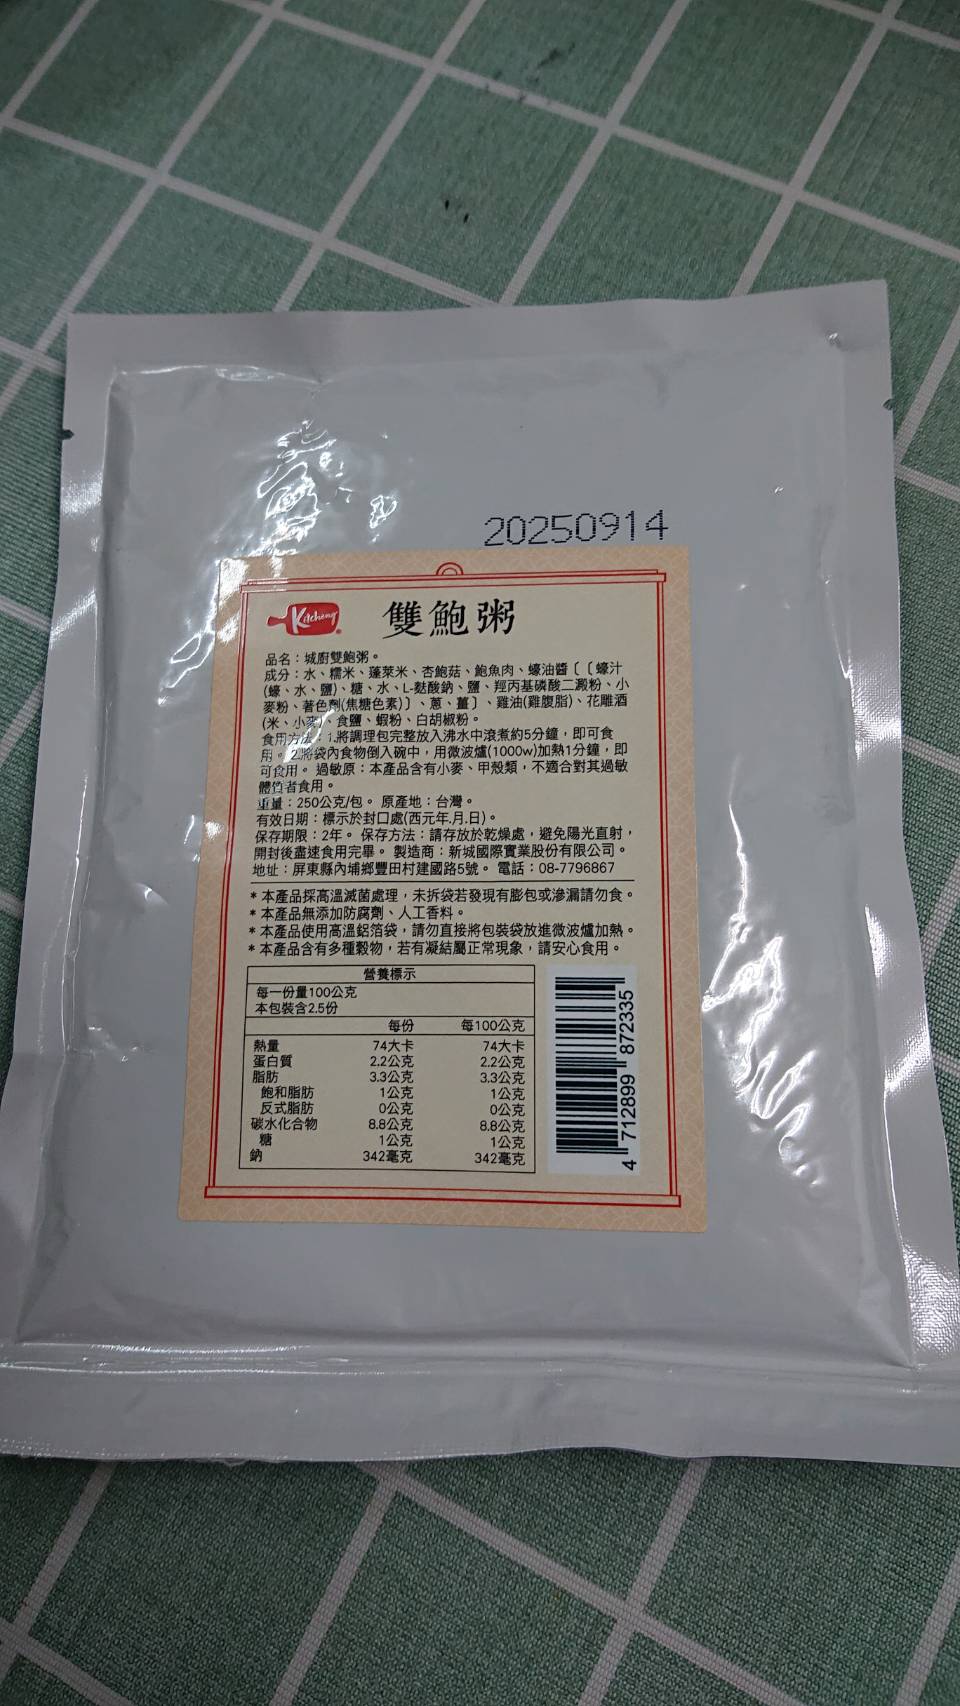 20250914
Kitcheng
雙鮑粥
品名：城廚雙鮑粥。
成分：水、糯米、蓬萊米、杏鮑菇、鮑魚肉、蠔油醬〔〔蠔汁
(蠔、水、鹽)、糖、水、L-麩酸鈉、鹽、羥丙基磷酸二澱粉、小
麥粉、著色劑(焦糖色素)〕、蔥、薑〕、雞油(雞腹脂)、花雕酒
(米、小麥)、食鹽、蝦粉、白胡椒粉。
食用方法：1.將調理包完整放入沸水中滾煮約5分鐘，即可食
用。2.將袋內食物倒入碗中，用微波爐(1000w)加熱1分鐘，即
可食用。過敏原：本產品含有小麥、甲殼類，不適合對其過敏
體質者食用。
重量：250公克/包。原產地：台灣。
有效日期：標示於封口處(西元年.月.日)。
保存期限：2年。保存方法：請存放於乾燥處，避免陽光直射，
開封後盡速食用完畢。製造商：新城國際實業股份有限公司。
地址：屏東縣內埔鄉豐田村建國路5號。電話：08-7796867
*本產品採高溫滅菌處理，未拆袋若發現有膨包或滲漏請勿食。
*本產品無添加防腐劑、人工香料。
*本產品使用高溫鋁箔袋，請勿直接將包裝袋放進微波爐加熱。
*本產品含有多種穀物，若有凝結屬正常現象，請安心食用。
營養標示
每一份量100公克
本包裝含2.5份
每份 每100公克
熱量 74大卡 74大卡
蛋白質 2.2公克 2.2公克
脂肪 3.3公克 3.3公克
飽和脂肪 1公克 1公克
反式脂肪 0公克 0公克
碳水化合物 8.8公克 8.8公克
糖 1公克 1公克
鈉 342毫克 342毫克
4 712899 872335